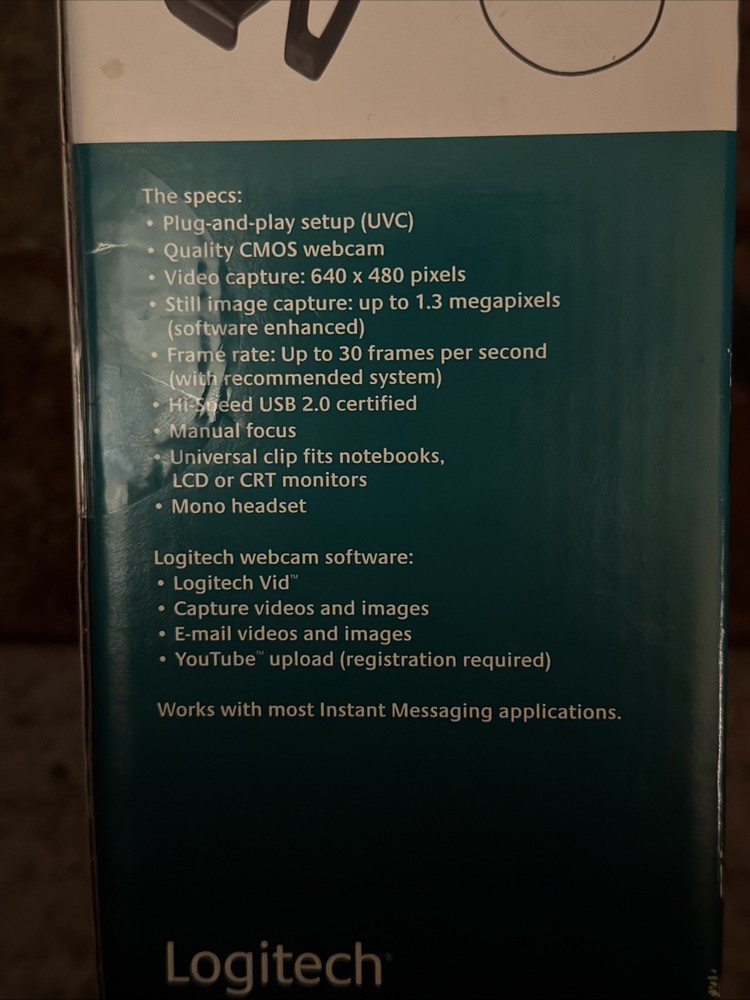 The specs:
• Plug-and-play setup (UVC)
• Quality CMOS webcam
• Video capture: 640 x 480 pixels
• Still image capture: up to 1.3 megapixels
(software enhanced)
• Frame rate: Up to 30 frames per second
(with recommended system)
• Hi-Speed USB 2.0 certified
• Manual focus
• Universal clip fits notebooks,
LCD or CRT monitors
• Mono headset
Logitech webcam software:
• Logitech Vid™
• Capture videos and images
• E-mail videos and images
• YouTube™ upload (registration required)
Works with most Instant Messaging applications.
Logitech®